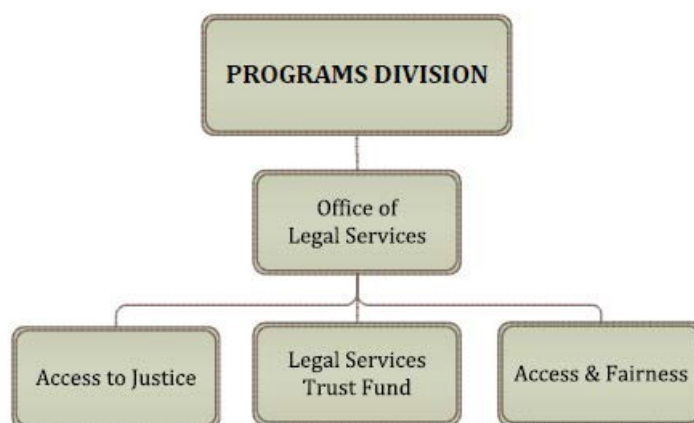 PROGRAMS DIVISION
Office of
Legal Services
Access to Justice
Legal Services
Trust Fund
Access & Fairness